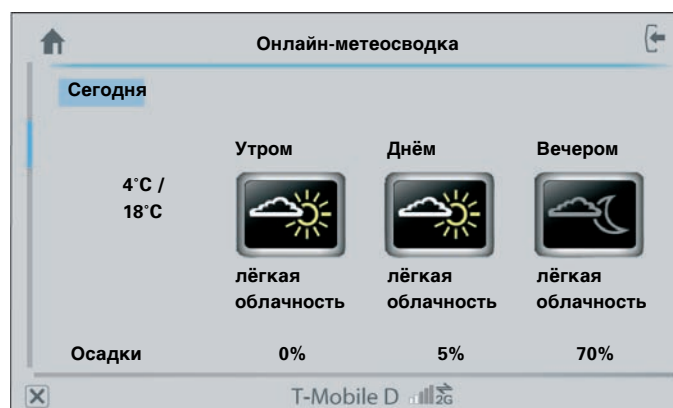 Онлайн-метеосводка
Сегодня
Утром Днём Вечером
4°C /
18°C
лёгкая лёгкая лёгкая
облачность облачность облачность
Осадки 0% 5% 70%
T-Mobile D 2G